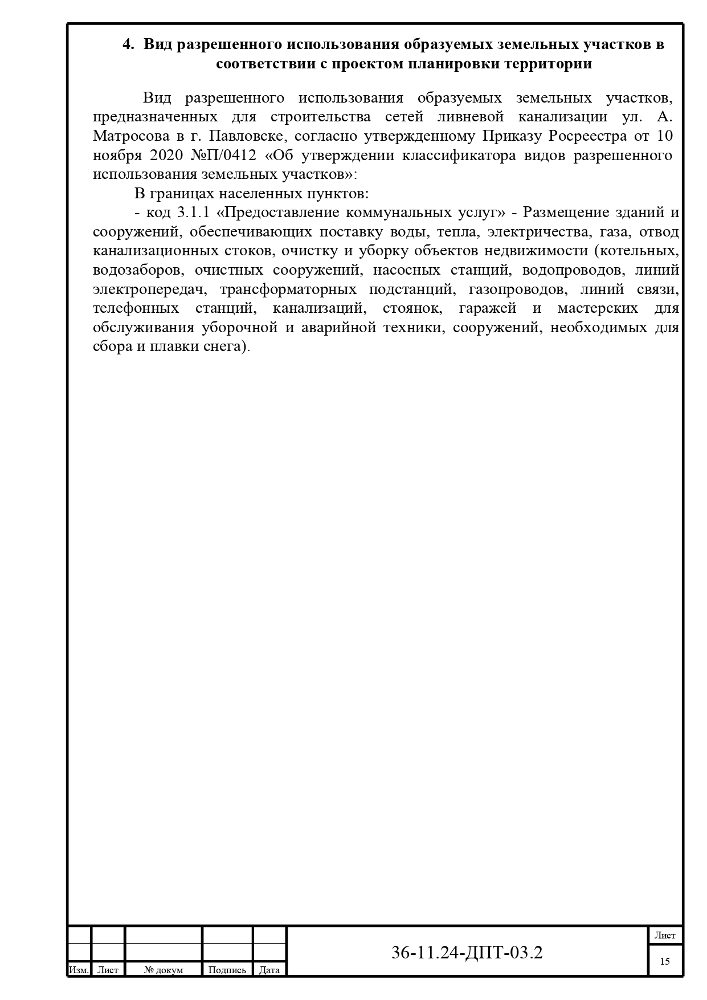 4. Вид разрешенного использования образуемых земельных участков в
соответствии с проектом планировки территории
Вид разрешенного использования образуемых земельных участков,
предназначенных для строительства сетей ливневой канализации ул. А.
Матросова в г. Павловске, согласно утвержденному Приказу Росреестра от 10
ноября 2020 №П/0412 «Об утверждении классификатора видов разрешенного
использования земельных участков»:
В границах населенных пунктов:
- код 3.1.1 «Предоставление коммунальных услуг» - Размещение зданий и
сооружений, обеспечивающих поставку воды, тепла, электричества, газа, отвод
канализационных стоков, очистку и уборку объектов недвижимости (котельных,
водозаборов, очистных сооружений, насосных станций, водопроводов, линий
электропередач, трансформаторных подстанций, газопроводов, линий связи,
телефонных станций, канализаций, стоянок, гаражей и мастерских для
обслуживания уборочной и аварийной техники, сооружений, необходимых для
сбора и плавки снега).
Лист
36-11.24-ДПТ-03.2
15
Изм. Лист № докум Подпись Дата